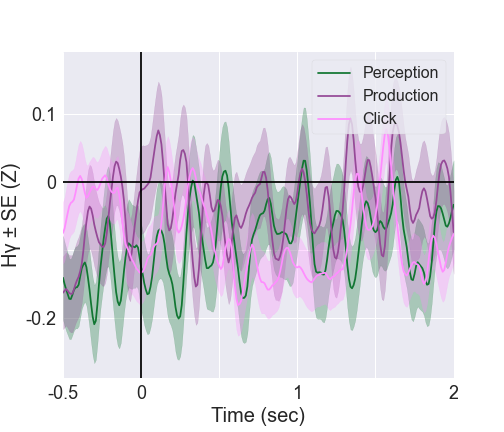 Perception
Production
Click
Hγ ± SE (Z)
0.1
0
-0.2
-0.5 0 1 2
Time (sec)